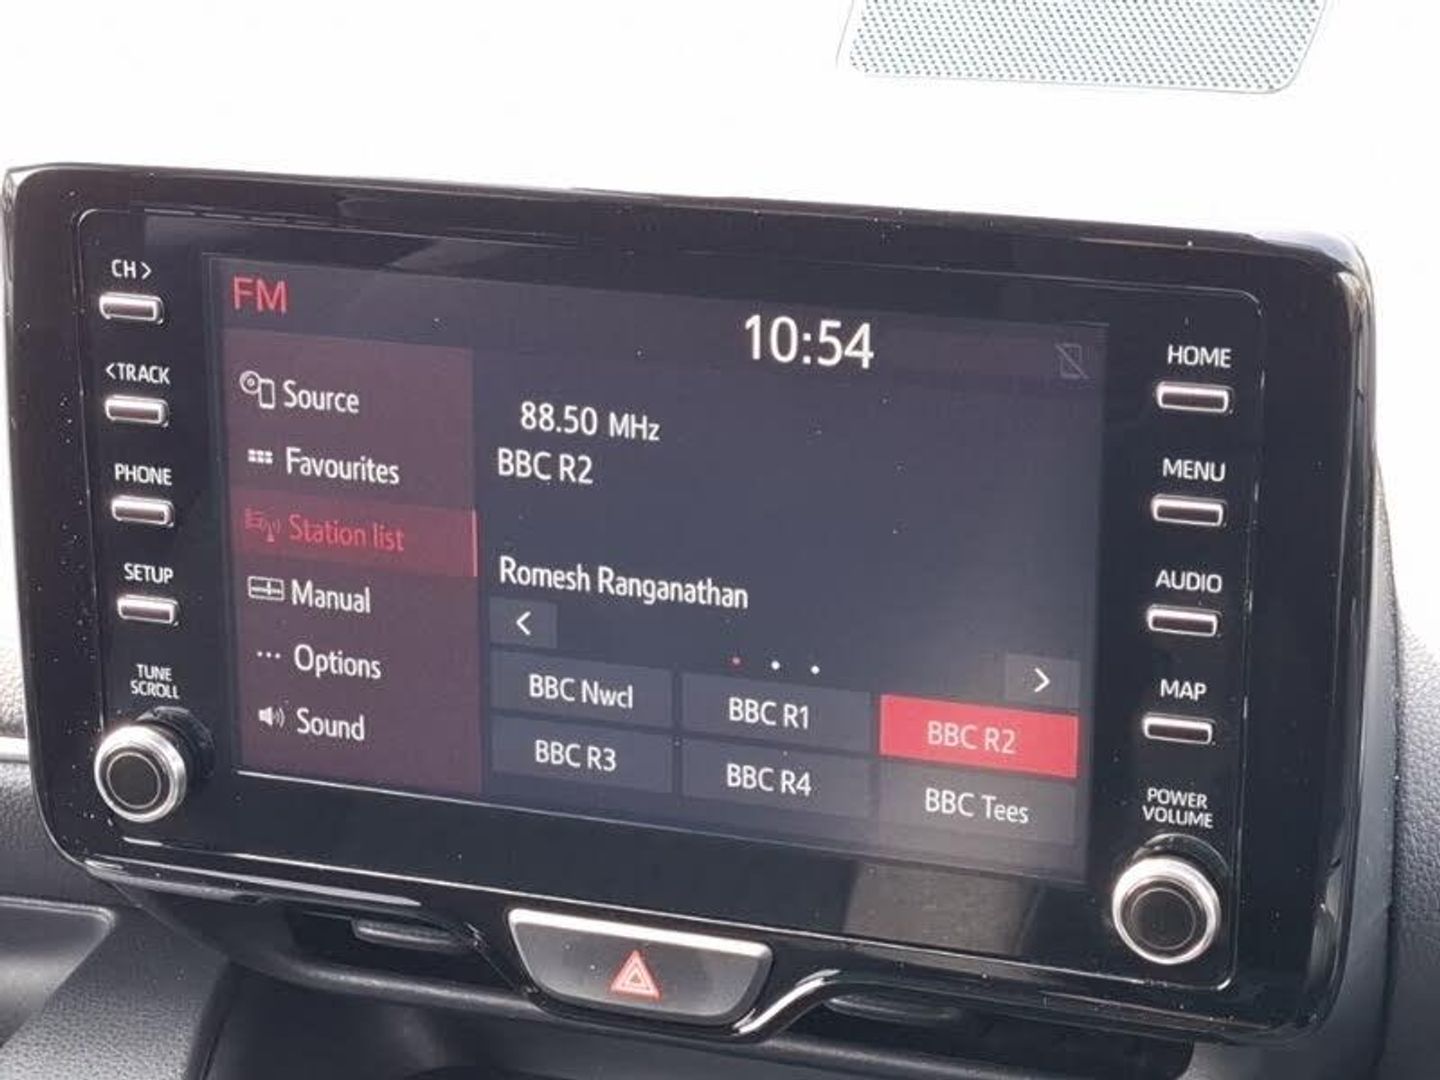 CH>
<TRACK
PHONE
SETUP
TUNE
SCROLL
FM
10:54
Source
Favourites
Station list
Manual
Options
Sound
88.50 MHz
BBC R2
Romesh Ranganathan
<
>
BBC Nwcl
BBC R1
BBC R2
BBC R3
BBC R4
BBC Tees
HOME
MENU
AUDIO
MAP
POWER
VOLUME